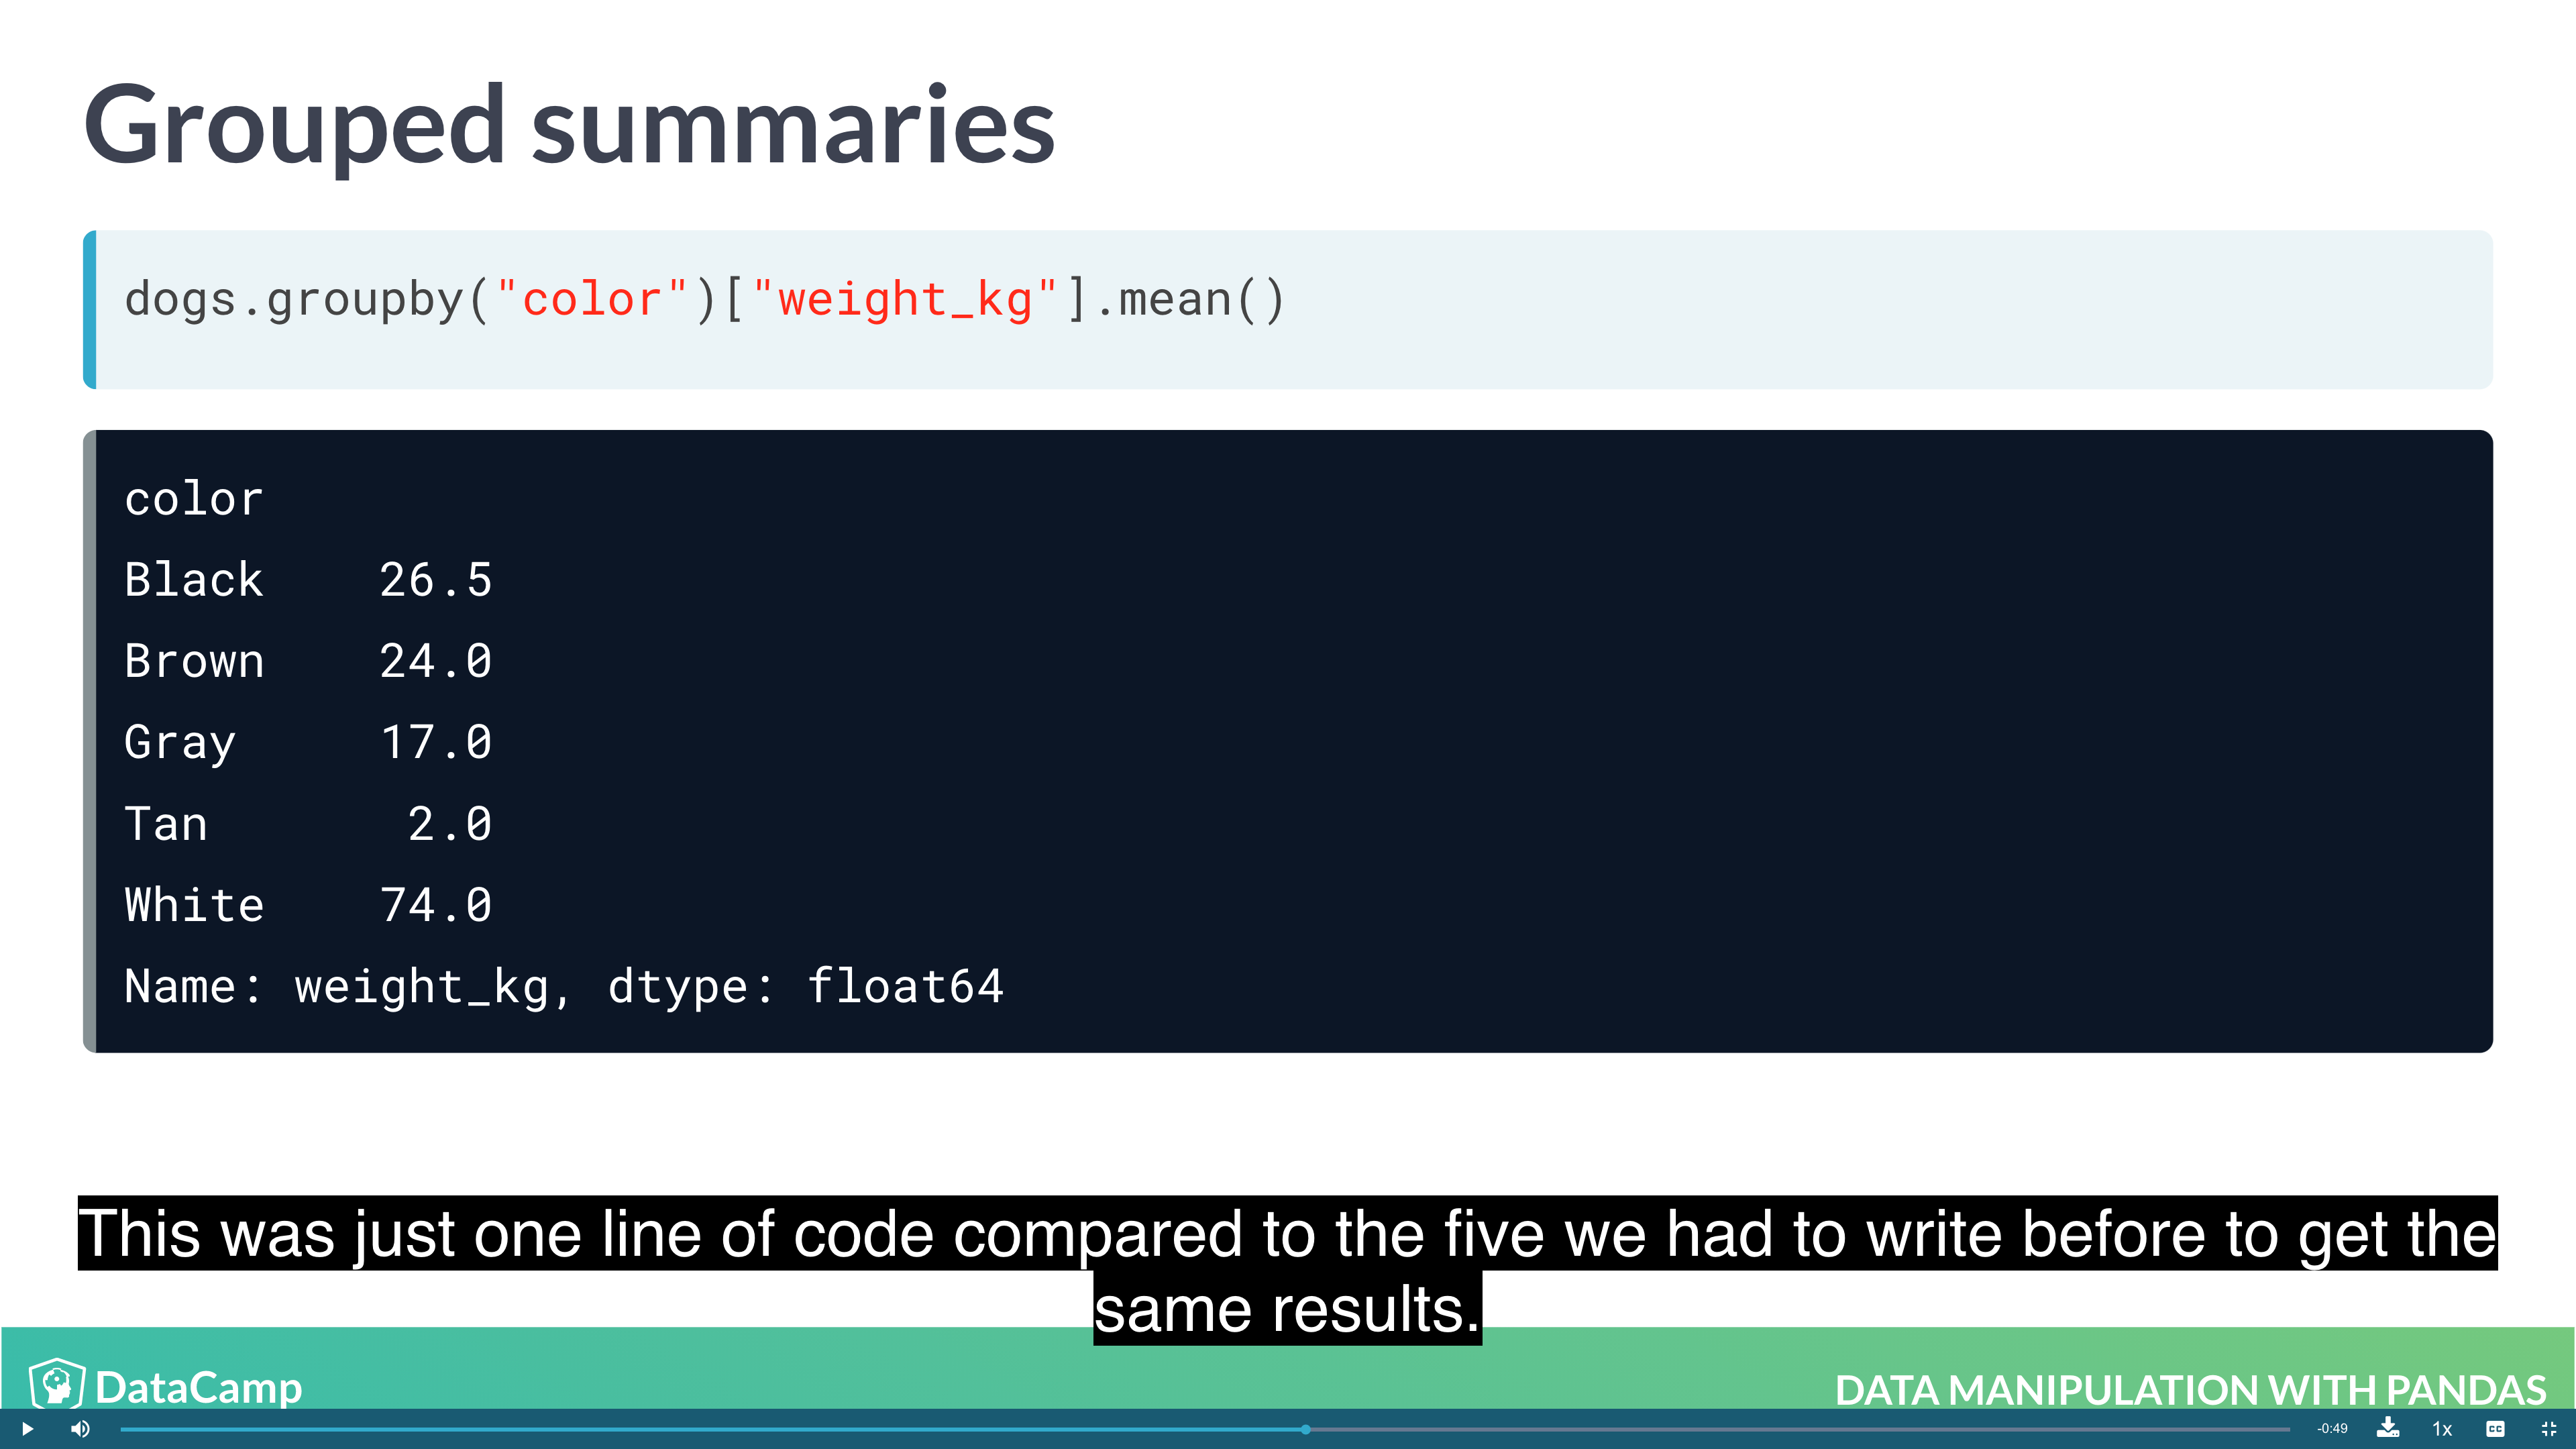 Grouped summaries
dogs.groupby("color")["weight_kg"].mean()
color
Black    26.5
Brown    24.0
Gray     17.0
Tan       2.0
White    74.0
Name: weight_kg, dtype: float64
This was just one line of code compared to the five we had to write before to get the
same results.
DataCamp
DATA MANIPULATION WITH PANDAS
-0:49
1x
CC